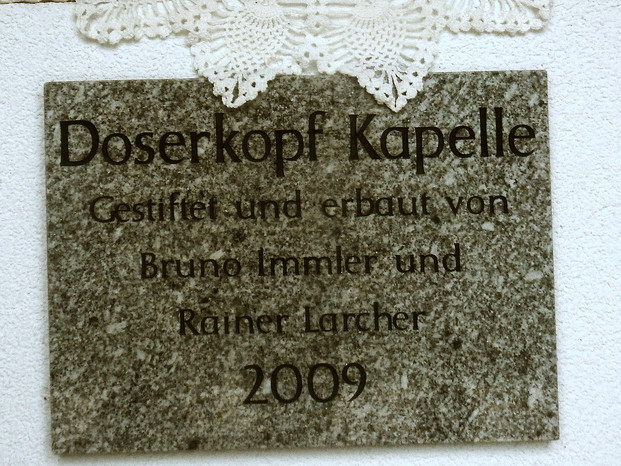 Doserkopf Kapelle
Gestiftet und erbaut von
Bruno Immler und
Rainer Larcher
2009